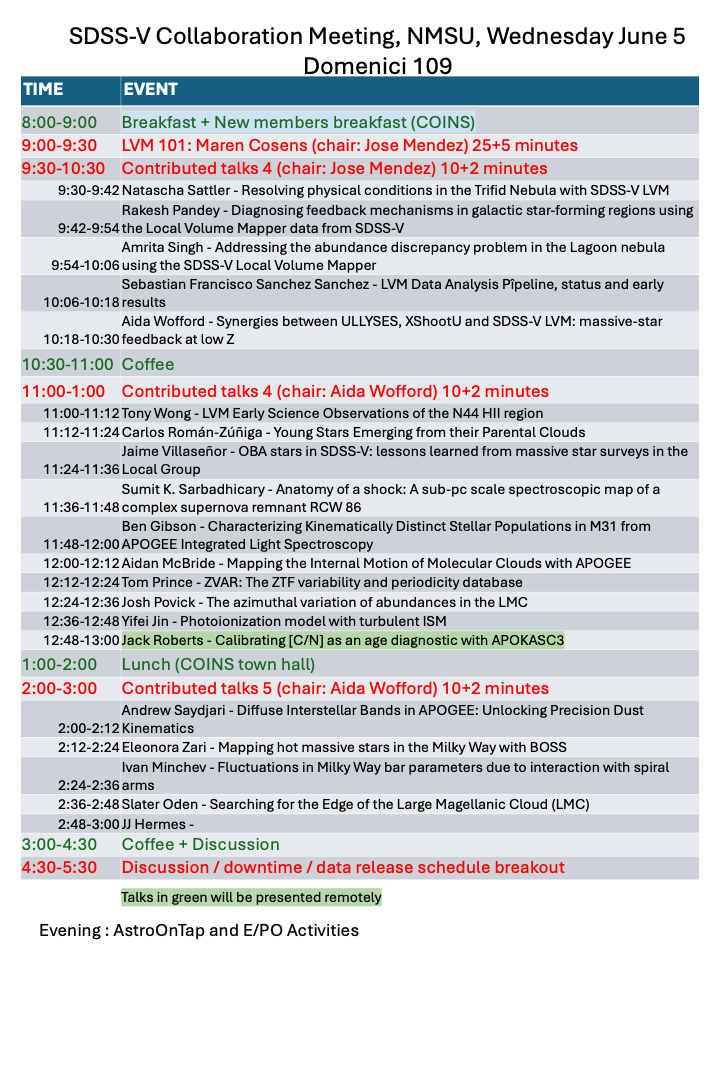 SDSS-V Collaboration Meeting, NMSU, Wednesday June 5
Domenici 109
TIME EVENT
8:00-9:00 Breakfast + New members breakfast (COINS)
9:00-9:30 LVM 101: Maren Cosens (chair: Jose Mendez) 25+5 minutes
9:30-10:30 Contributed talks 4 (chair: Jose Mendez) 10+2 minutes
9:30-9:42 Natascha Sattler - Resolving physical conditions in the Trifid Nebula with SDSS-V LVM
Rakesh Pandey - Diagnosing feedback mechanisms in galactic star-forming regions using
9:42-9:54 the Local Volume Mapper data from SDSS-V
Amrita Singh - Addressing the abundance discrepancy problem in the Lagoon nebula
9:54-10:06 using the SDSS-V Local Volume Mapper
Sebastian Francisco Sanchez Sanchez - LVM Data Analysis Pîpeline, status and early
10:06-10:18 results
Aida Wofford - Synergies between ULLYSES, XShootU and SDSS-V LVM: massive-star
10:18-10:30 feedback at low Z
10:30-11:00 Coffee
11:00-1:00 Contributed talks 4 (chair: Aida Wofford) 10+2 minutes
11:00-11:12 Tony Wong - LVM Early Science Observations of the N44 HII region
11:12-11:24 Carlos Román-Zúñiga - Young Stars Emerging from their Parental Clouds
Jaime Villaseñor - OBA stars in SDSS-V: lessons learned from massive star surveys in the
11:24-11:36 Local Group
Sumit K. Sarbadhicary - Anatomy of a shock: A sub-pc scale spectroscopic map of a
11:36-11:48 complex supernova remnant RCW 86
Ben Gibson - Characterizing Kinematically Distinct Stellar Populations in M31 from
11:48-12:00 APOGEE Integrated Light Spectroscopy
12:00-12:12 Aidan McBride - Mapping the Internal Motion of Molecular Clouds with APOGEE
12:12-12:24 Tom Prince - ZVAR: The ZTF variability and periodicity database
12:24-12:36 Josh Povick - The azimuthal variation of abundances in the LMC
12:36-12:48 Yifei Jin - Photoionization model with turbulent ISM
12:48-13:00 Jack Roberts - Calibrating [C/N] as an age diagnostic with APOKASC3
1:00-2:00 Lunch (COINS town hall)
2:00-3:00 Contributed talks 5 (chair: Aida Wofford) 10+2 minutes
Andrew Saydjari - Diffuse Interstellar Bands in APOGEE: Unlocking Precision Dust
2:00-2:12 Kinematics
2:12-2:24 Eleonora Zari - Mapping hot massive stars in the Milky Way with BOSS
Ivan Minchev - Fluctuations in Milky Way bar parameters due to interaction with spiral
2:24-2:36 arms
2:36-2:48 Slater Oden - Searching for the Edge of the Large Magellanic Cloud (LMC)
2:48-3:00 JJ Hermes -
3:00-4:30 Coffee + Discussion
4:30-5:30 Discussion / downtime / data release schedule breakout
Talks in green will be presented remotely
Evening : AstroOnTap and E/PO Activities